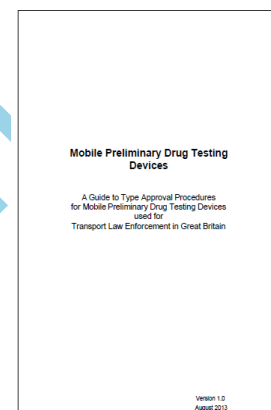 Mobile Preliminary Drug Testing
Devices
A Guide to Type Approval Procedures
for Mobile Preliminary Drug Testing Devices
used for
Transport Law Enforcement in Great Britain
Version 1.0
August 2013